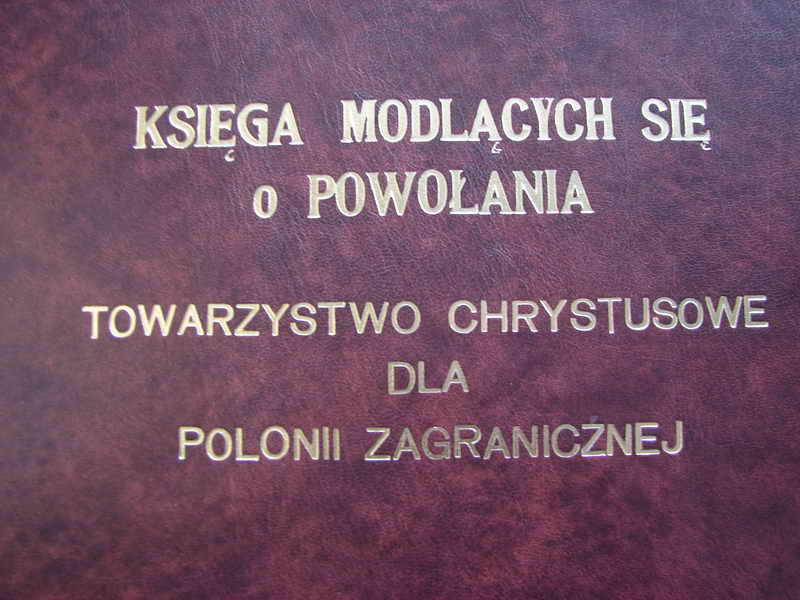 KSIĘGA MODLĄCYCH SIĘ
o POWOŁANIA
TOWARZYSTWO CHRYSTUSOWE
DLA
POLONII ZAGRANICZNEJ